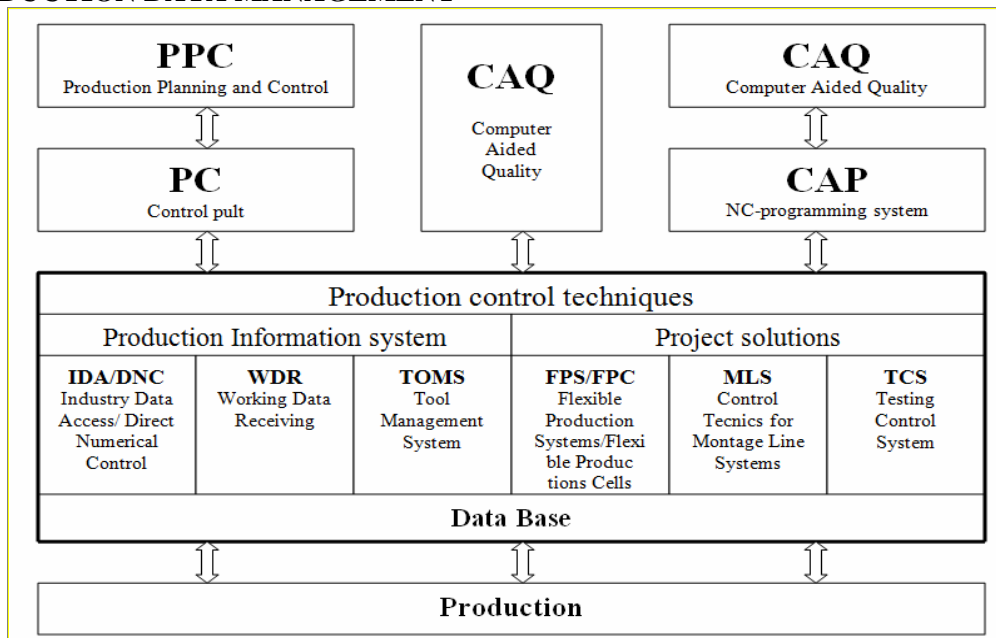 PPC
Production Planning and Control
CAQ
Computer
Aided
Quality
CAQ
Computer Aided Quality
PC
Control pult
CAP
NC-programming system
Production control techniques
Production Information system
Project solutions
IDA/DNC
Industry Data
Access/ Direct
Numerical
Control
WDR
Working Data
Receiving
TOMS
Tool
Management
System
FPS/FPC
Flexible
Production
Systems/Flexi
ble Produc
tions Cells
MLS
Control
Tecnics for
Montage Line
Systems
TCS
Testing
Control
System
Data Base
Production